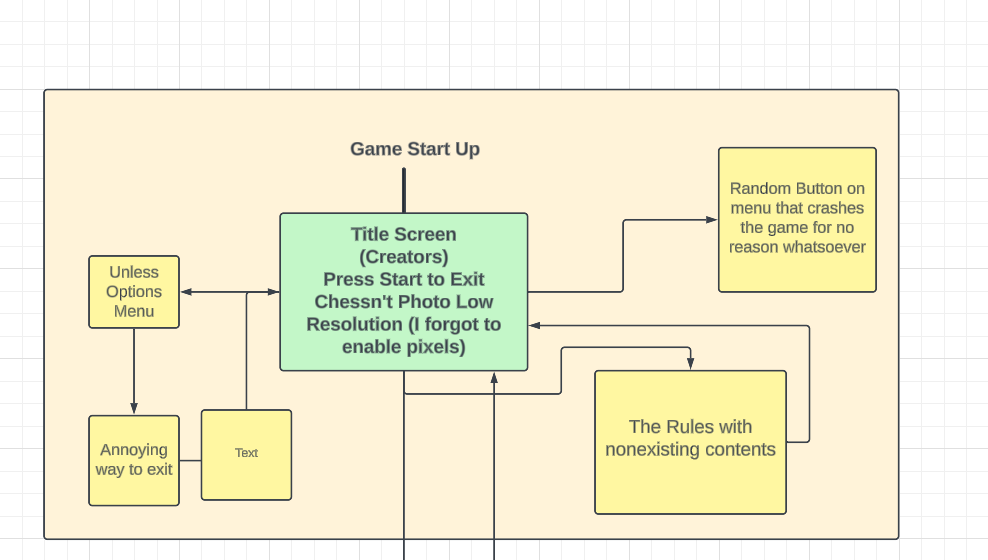 Game Start Up
Title Screen
(Creators)
Press Start to Exit
Chessn't Photo Low
Resolution (I forgot to
enable pixels)
Random Button on
menu that crashes
the game for no
reason whatsoever
Unless
Options
Menu
Annoying
way to exit
Text
The Rules with
nonexisting contents